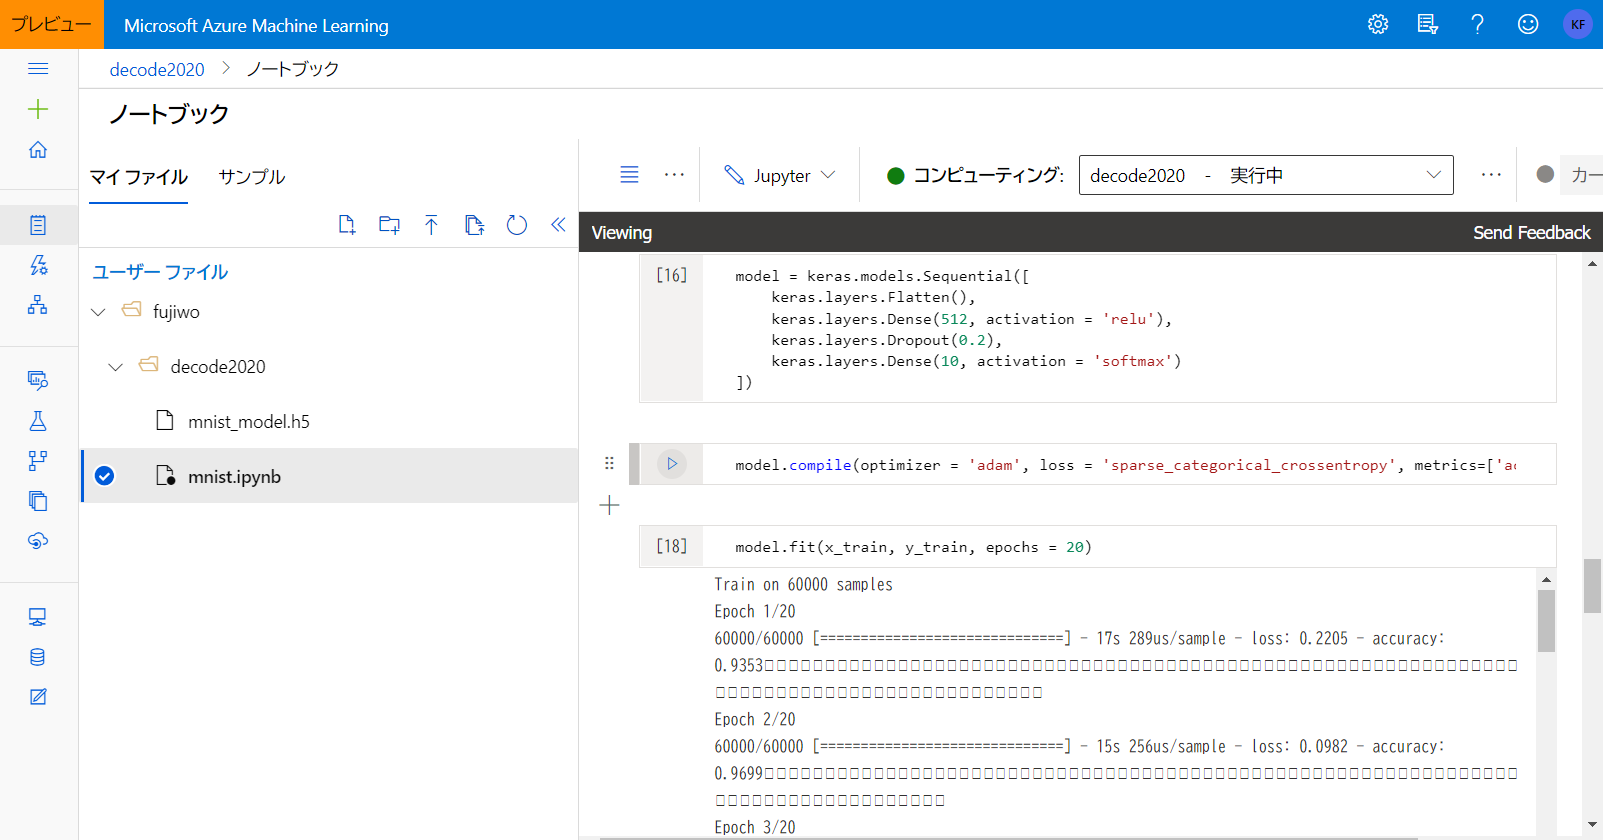 プレビュー
Microsoft Azure Machine Learning
KF
decode2020 > ノートブック
ノートブック
マイ ファイル サンプル
Jupyter
コンピューティング: decode2020 - 実行中
カー
Viewing
Send Feedback
ユーザー ファイル
fujiwo
decode2020
mnist_model.h5
mnist.ipynb
[16]
model = keras.models.Sequential([
keras.layers.Flatten(),
keras.layers.Dense(512, activation = 'relu'),
keras.layers.Dropout(0.2),
keras.layers.Dense(10, activation = 'softmax')
])
model.compile(optimizer = 'adam', loss = 'sparse_categorical_crossentropy', metrics=['ac
[18]
model.fit(x_train, y_train, epochs = 20)
Train on 60000 samples
Epoch 1/20
60000/60000 [==============================] - 17s 289us/sample - loss: 0.2205 - accuracy:
0.9353
Epoch 2/20
60000/60000 [==============================] - 15s 256us/sample - loss: 0.0982 - accuracy:
0.9699
Epoch 3/20